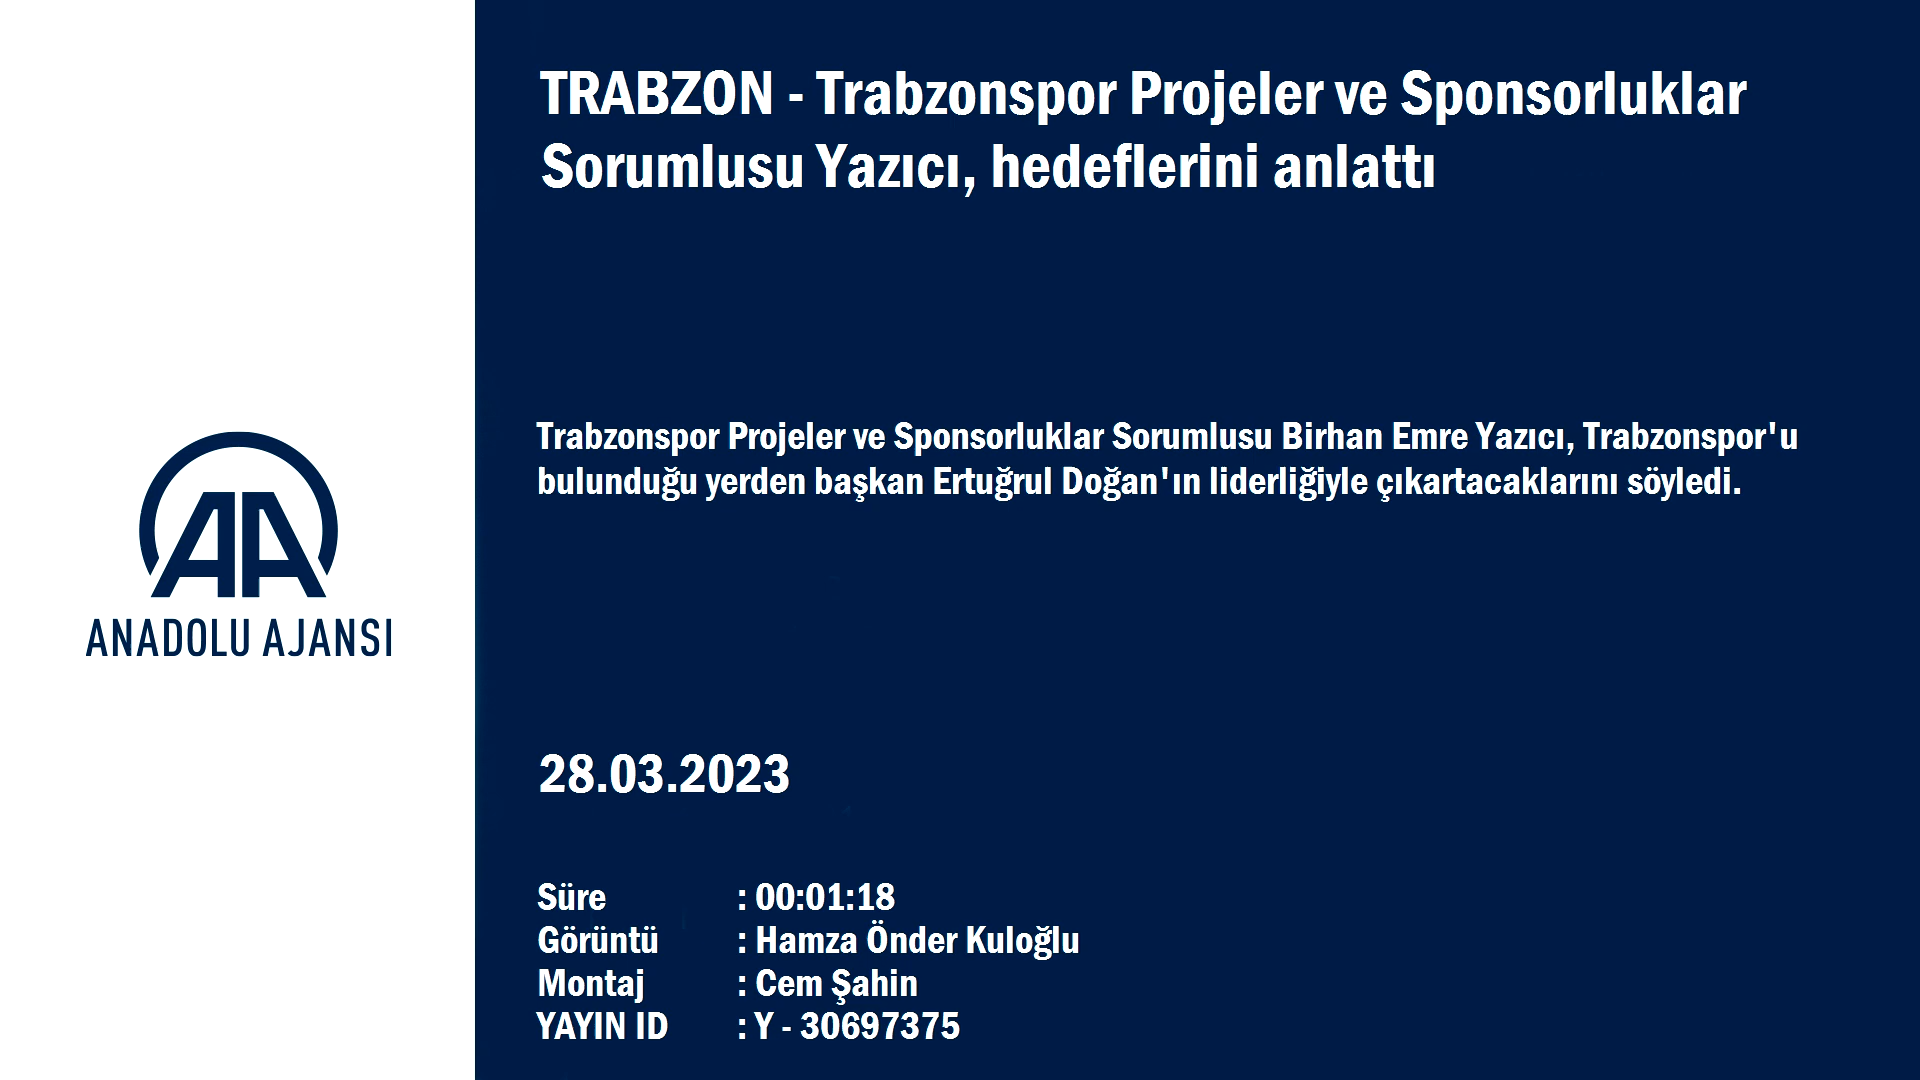 TRABZON - Trabzonspor Projeler ve Sponsorluklar
Sorumlusu Yazıcı, hedeflerini anlattı
Trabzonspor Projeler ve Sponsorluklar Sorumlusu Birhan Emre Yazıcı, Trabzonspor'u
bulunduğu yerden başkan Ertuğrul Doğan'ın liderliğiyle çıkartacaklarını söyledi.
AA
ANADOLU AJANSI
28.03.2023
Süre : 00:01:18
Görüntü : Hamza Önder Kuloğlu
Montaj : Cem Şahin
YAYIN ID : Y - 30697375